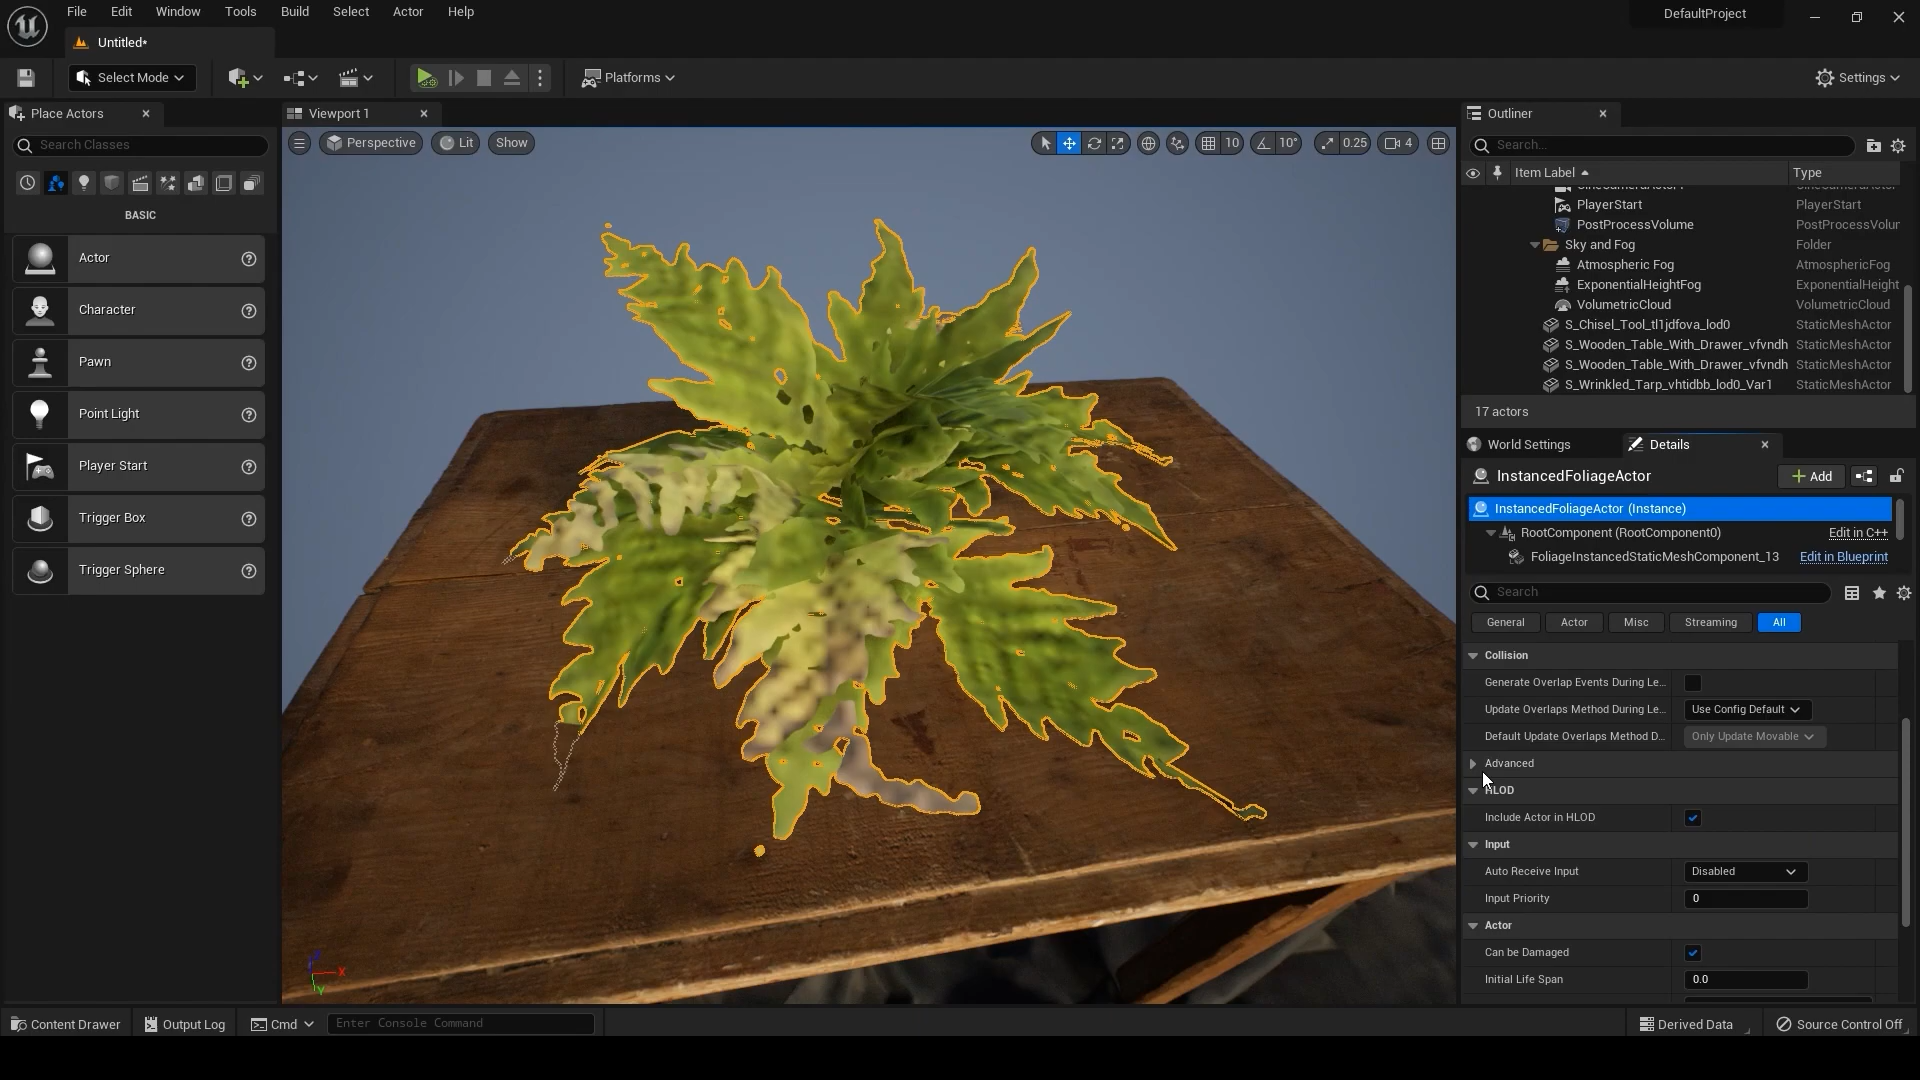 File Edit Window Tools Build Select Actor Help
DefaultProject
Untitled*
Select Mode
Platforms
Settings
Place Actors
Search Classes
BASIC
Actor
Character
Pawn
Point Light
Player Start
Trigger Box
Trigger Sphere
Viewport 1
Perspective Lit Show
10 10° 0.25 4
X
Y
Outliner
Search...
Item Label Type
PlayerStart PlayerStart
PostProcessVolume PostProcessVolur
Sky and Fog Folder
Atmospheric Fog AtmosphericFog
ExponentialHeightFog ExponentialHeight
VolumetricCloud VolumetricCloud
S_Chisel_Tool_tl1jdfova_lod0 StaticMeshActor
S_Wooden_Table_With_Drawer_vfvndh StaticMeshActor
S_Wooden_Table_With_Drawer_vfvndh StaticMeshActor
S_Wrinkled_Tarp_vhtidbb_lod0_Var1 StaticMeshActor
17 actors
World Settings Details
InstancedFoliageActor Add
InstancedFoliageActor (Instance)
RootComponent (RootComponent0) Edit in C++
FoliageInstancedStaticMeshComponent_13 Edit in Blueprint
Search
General Actor Misc Streaming All
Collision
Generate Overlap Events During Le...
Update Overlaps Method During Le... Use Config Default
Default Update Overlaps Method D... Only Update Movable
Advanced
HLOD
Include Actor in HLOD
Input
Auto Receive Input Disabled
Input Priority 0
Actor
Can be Damaged
Initial Life Span 0.0
Content Drawer Output Log Cmd Enter Console Command
Derived Data Source Control Off